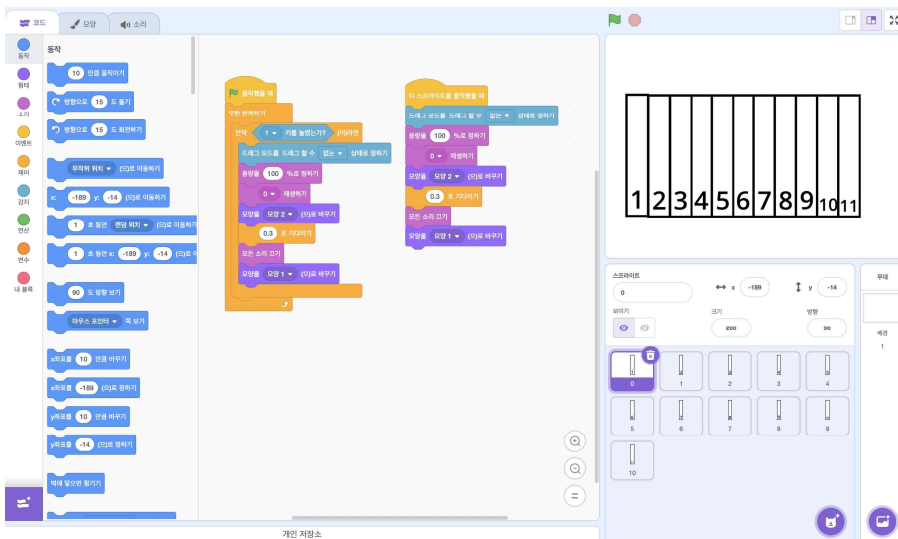 코드
모양
소리
동작
형태
소리
이벤트
제어
감지
연산
변수
내 블록
동작
10 만큼 움직이기
방향으로 15 도 돌기
방향으로 15 도 회전하기
무작위 위치 (으)로 이동하기
x: -189 y: -14 (으)로 이동하기
1 초 동안 랜덤 위치 (으)로 이동하기
1 초 동안 x: -189 y: -14 (으)로 이
90 도 방향 보기
마우스 포인터 쪽 보기
x좌표를 10 만큼 바꾸기
x좌표를 -189 (으)로 정하기
y좌표를 10 만큼 바꾸기
y좌표를 -14 (으)로 정하기
벽에 닿으면 튕기기
클릭했을 때
무한 반복하기
만약 1 키를 눌렀는가? (이)라면
드래그 모드를 드래그 할 수 없는 상태로 정하기
음량을 100 %로 정하기
0 재생하기
모양을 모양 2 (으)로 바꾸기
0.3 초 기다리기
모든 소리 끄기
모양을 모양 1 (으)로 바꾸기
이 스프라이트를 클릭했을 때
드래그 모드를 드래그 할 수 없는 상태로 정하기
음량을 100 %로 정하기
0 재생하기
모양을 모양 2 (으)로 바꾸기
0.3 초 기다리기
모든 소리 끄기
모양을 모양 1 (으)로 바꾸기
개인 저장소
1 2 3 4 5 6 7 8 9 10 11
스프라이트
0
x -189
y -14
보이기
크기
200
방향
90
0 1 2 3 4
5 6 7 8 9
10
무대
배경
1